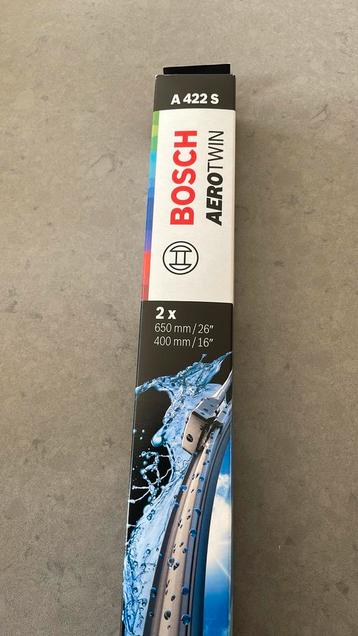 A 422 S
BOSCH
AEROTWIN
2 x
650 mm/26"
400 mm/16"